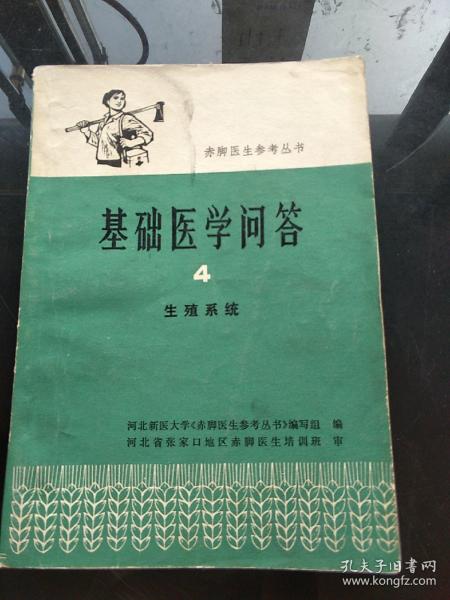 赤脚医生参考丛书
基础医学问答
4
生殖系统
河北新医大学《赤脚医生参考丛书》编写组 编
河北省张家口地区赤脚医生培训班 审
孔夫子旧书网
www.kongfz.com